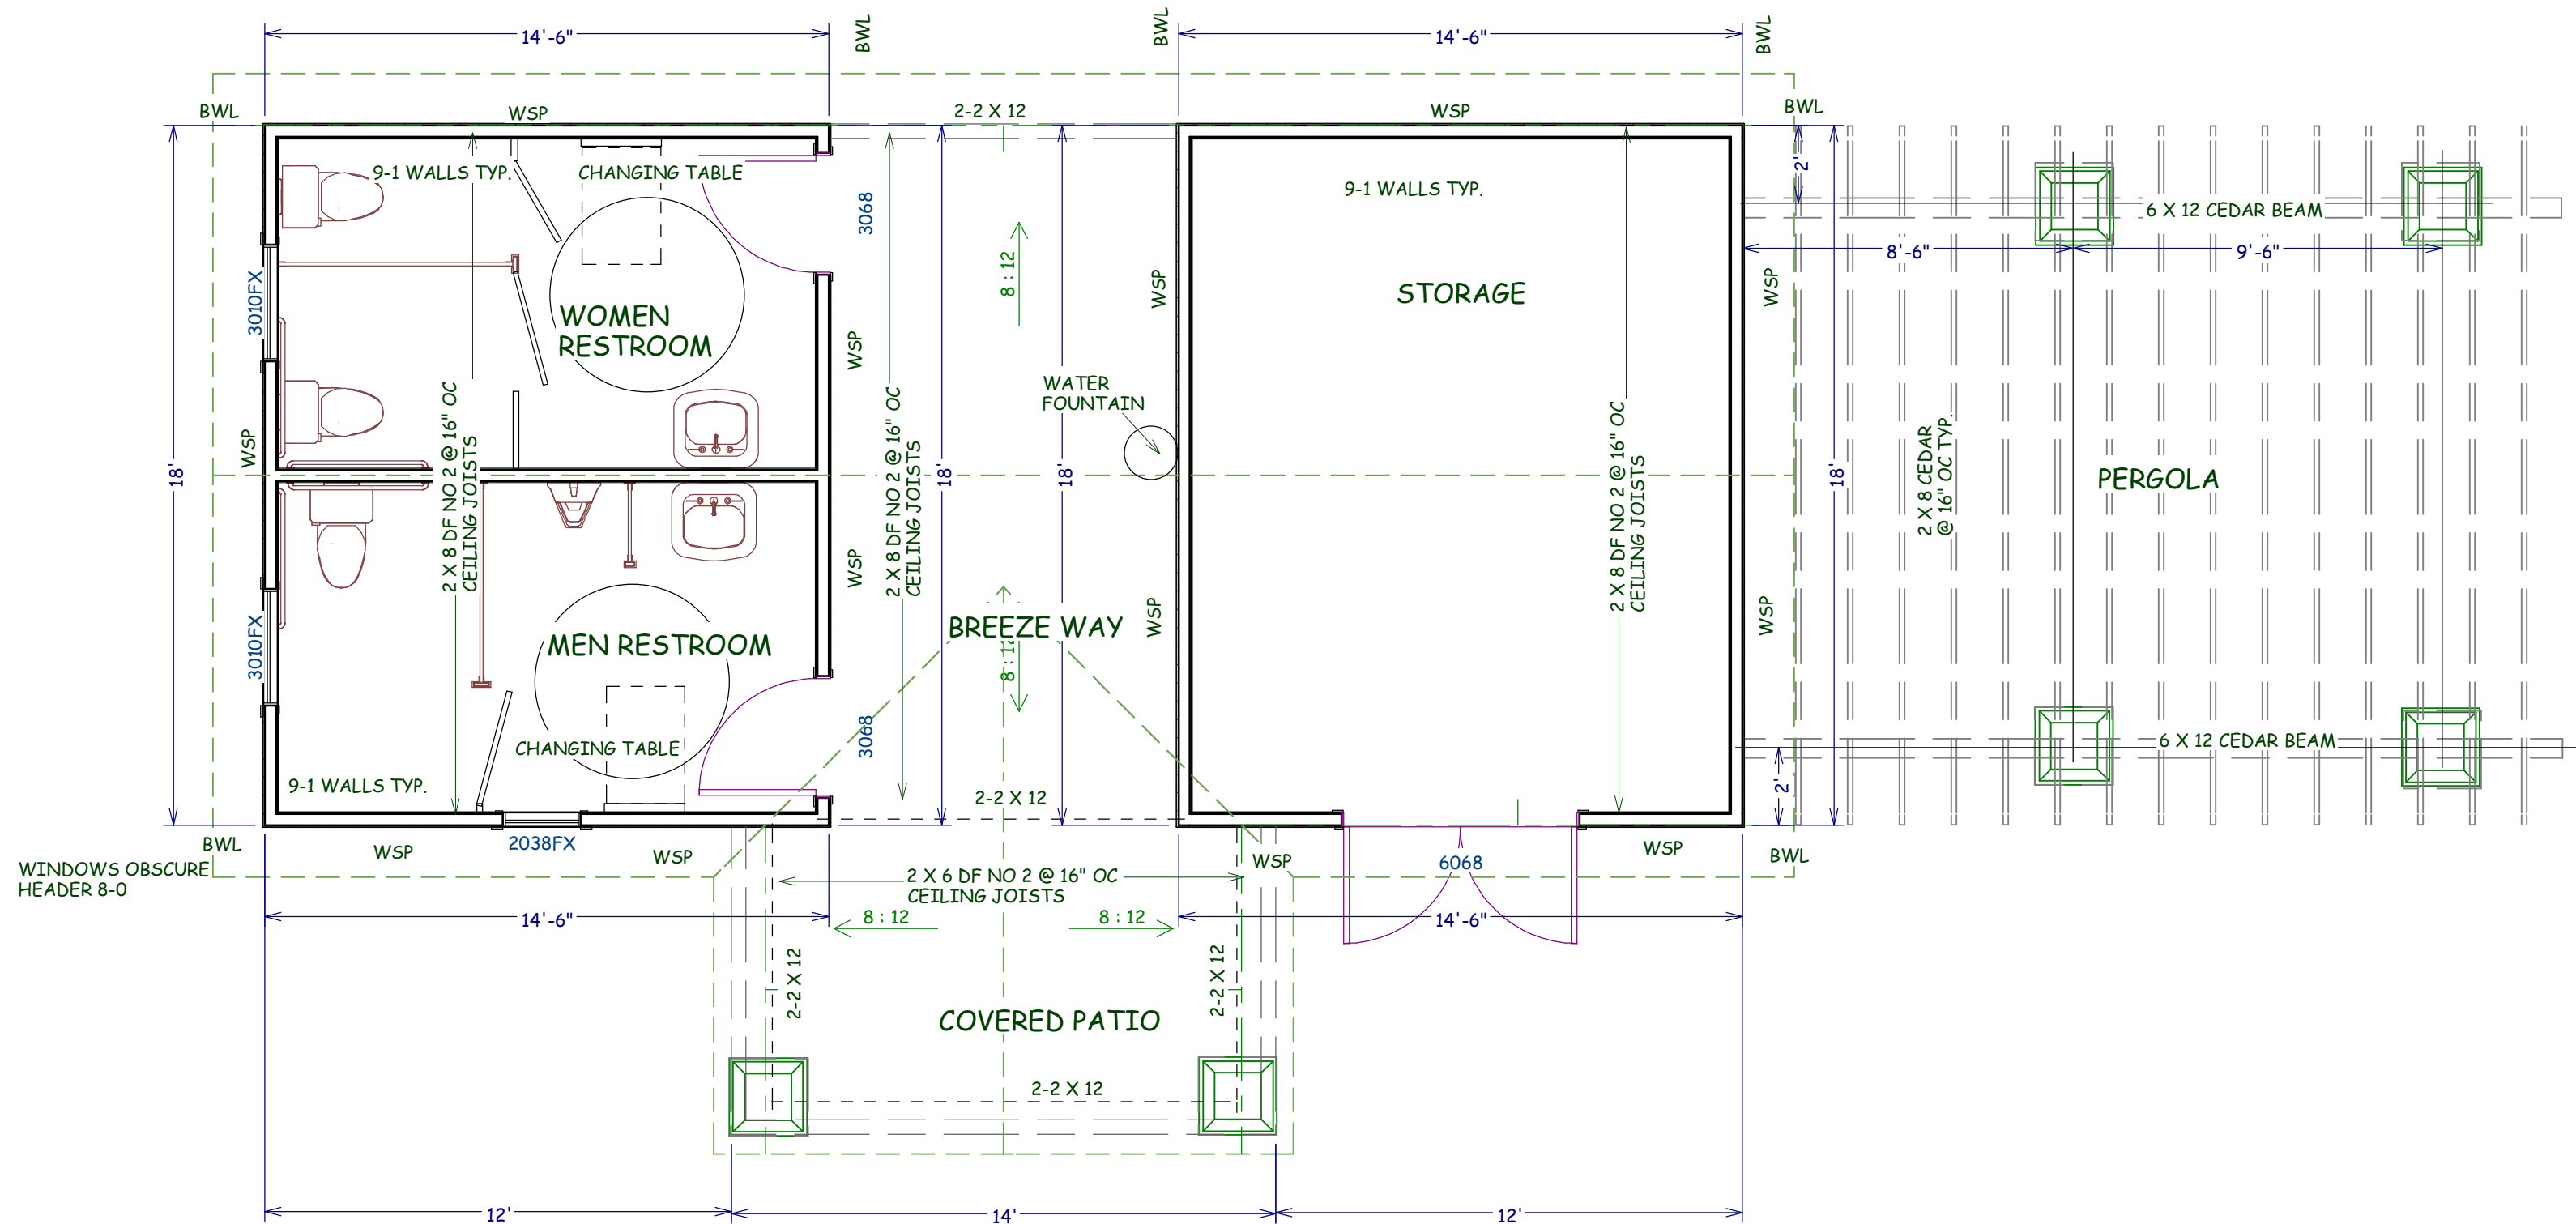 14'-6"
BWL
BWL
14'-6"
BWL
BWL
WSP
2-2 X 12
WSP
BWL
9-1 WALLS TYP.
CHANGING TABLE
3068
9-1 WALLS TYP.
2'
6 X 12 CEDAR BEAM
8'-6"
9'-6"
3010FX
8 : 12
WSP
STORAGE
WSP
WOMEN
RESTROOM
WSP
WATER
FOUNTAIN
WSP
18'
2 X 8 DF NO 2 @ 16" OC
CEILING JOISTS
2 X 8 DF NO 2 @ 16" OC
CEILING JOISTS
18'
18'
2 X 8 DF NO 2 @ 16" OC
CEILING JOISTS
18'
2 X 8 CEDAR
@ 16" OC TYP.
PERGOLA
WSP
3010FX
MEN RESTROOM
BREEZE WAY
8 : 12
WSP
WSP
3068
CHANGING TABLE
6 X 12 CEDAR BEAM
9-1 WALLS TYP.
2-2 X 12
2'
BWL
WSP
2038FX
WSP
WSP
6068
WSP
BWL
WINDOWS OBSCURE
HEADER 8-0
2 X 6 DF NO 2 @ 16" OC
CEILING JOISTS
14'-6"
8 : 12
8 : 12
14'-6"
2-2 X 12
2-2 X 12
COVERED PATIO
2-2 X 12
12'
14'
12'